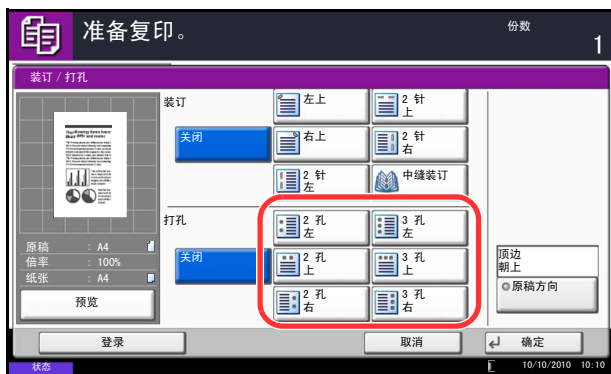 准备复印。
份数
1
装订 / 打孔
装订
关闭
左上
2 针
上
右上
2 针
右
2 针
左
中缝装订
打孔
关闭
2 孔
左
3 孔
左
2 孔
上
3 孔
上
2 孔
右
3 孔
右
原稿 : A4
倍率 : 100%
纸张 : A4
预览
顶边
朝上
原稿方向
登录
取消
确定
状态
10/10/2010 10:10